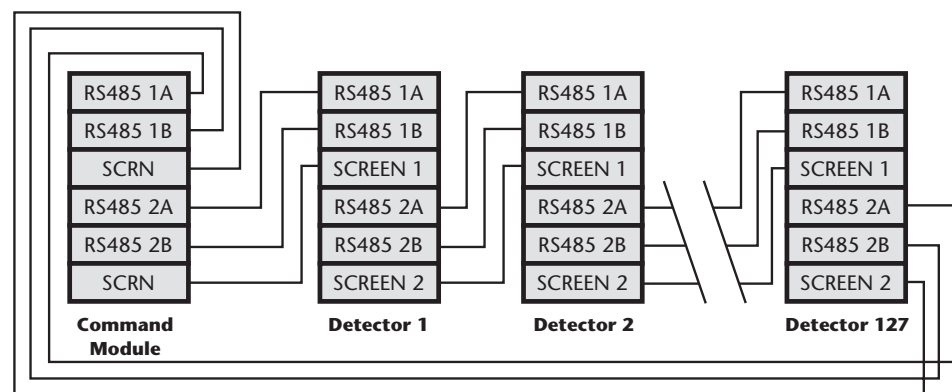 RS485 1A
RS485 1B
SCRN
RS485 2A
RS485 2B
SCRN
Command
Module
RS485 1A
RS485 1B
SCREEN 1
RS485 2A
RS485 2B
SCREEN 2
Detector 1
RS485 1A
RS485 1B
SCREEN 1
RS485 2A
RS485 2B
SCREEN 2
Detector 2
RS485 1A
RS485 1B
SCREEN 1
RS485 2A
RS485 2B
SCREEN 2
Detector 127